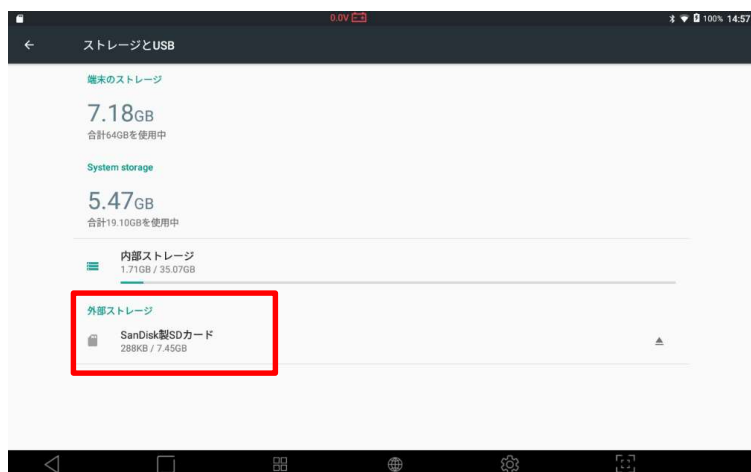 0.0V
100% 14:57
ストレージとUSB
端末のストレージ
7.18GB
合計64GBを使用中
System storage
5.47GB
合計19.10GBを使用中
内部ストレージ
1.71GB / 35.07GB
外部ストレージ
SanDisk製SDカード
288KB / 7.45GB